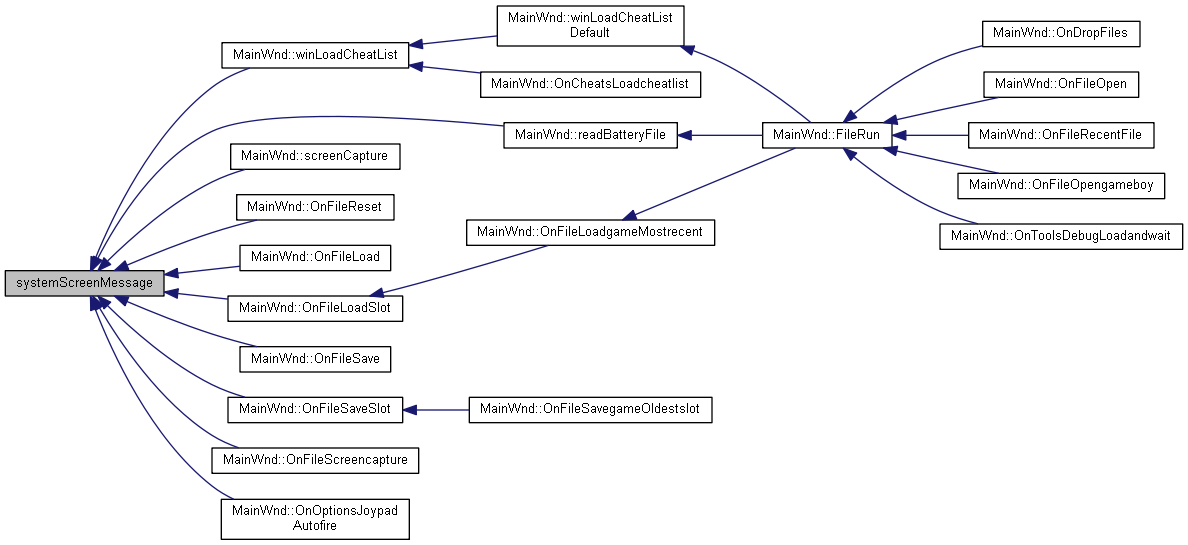 MainWnd::winLoadCheatList
Default
MainWnd::OnDropFiles
MainWnd::winLoadCheatList
MainWnd::OnCheatsLoadcheatlist
MainWnd::OnFileOpen
MainWnd::readBatteryFile
MainWnd::FileRun
MainWnd::OnFileRecentFile
MainWnd::screenCapture
MainWnd::OnFileOpengameboy
MainWnd::OnFileReset
MainWnd::OnFileLoadgameMostrecent
MainWnd::OnToolsDebugLoadandwait
MainWnd::OnFileLoad
systemScreenMessage
MainWnd::OnFileLoadSlot
MainWnd::OnFileSave
MainWnd::OnFileSaveSlot
MainWnd::OnFileSavegameOldestslot
MainWnd::OnFileScreencapture
MainWnd::OnOptionsJoypad
Autofire